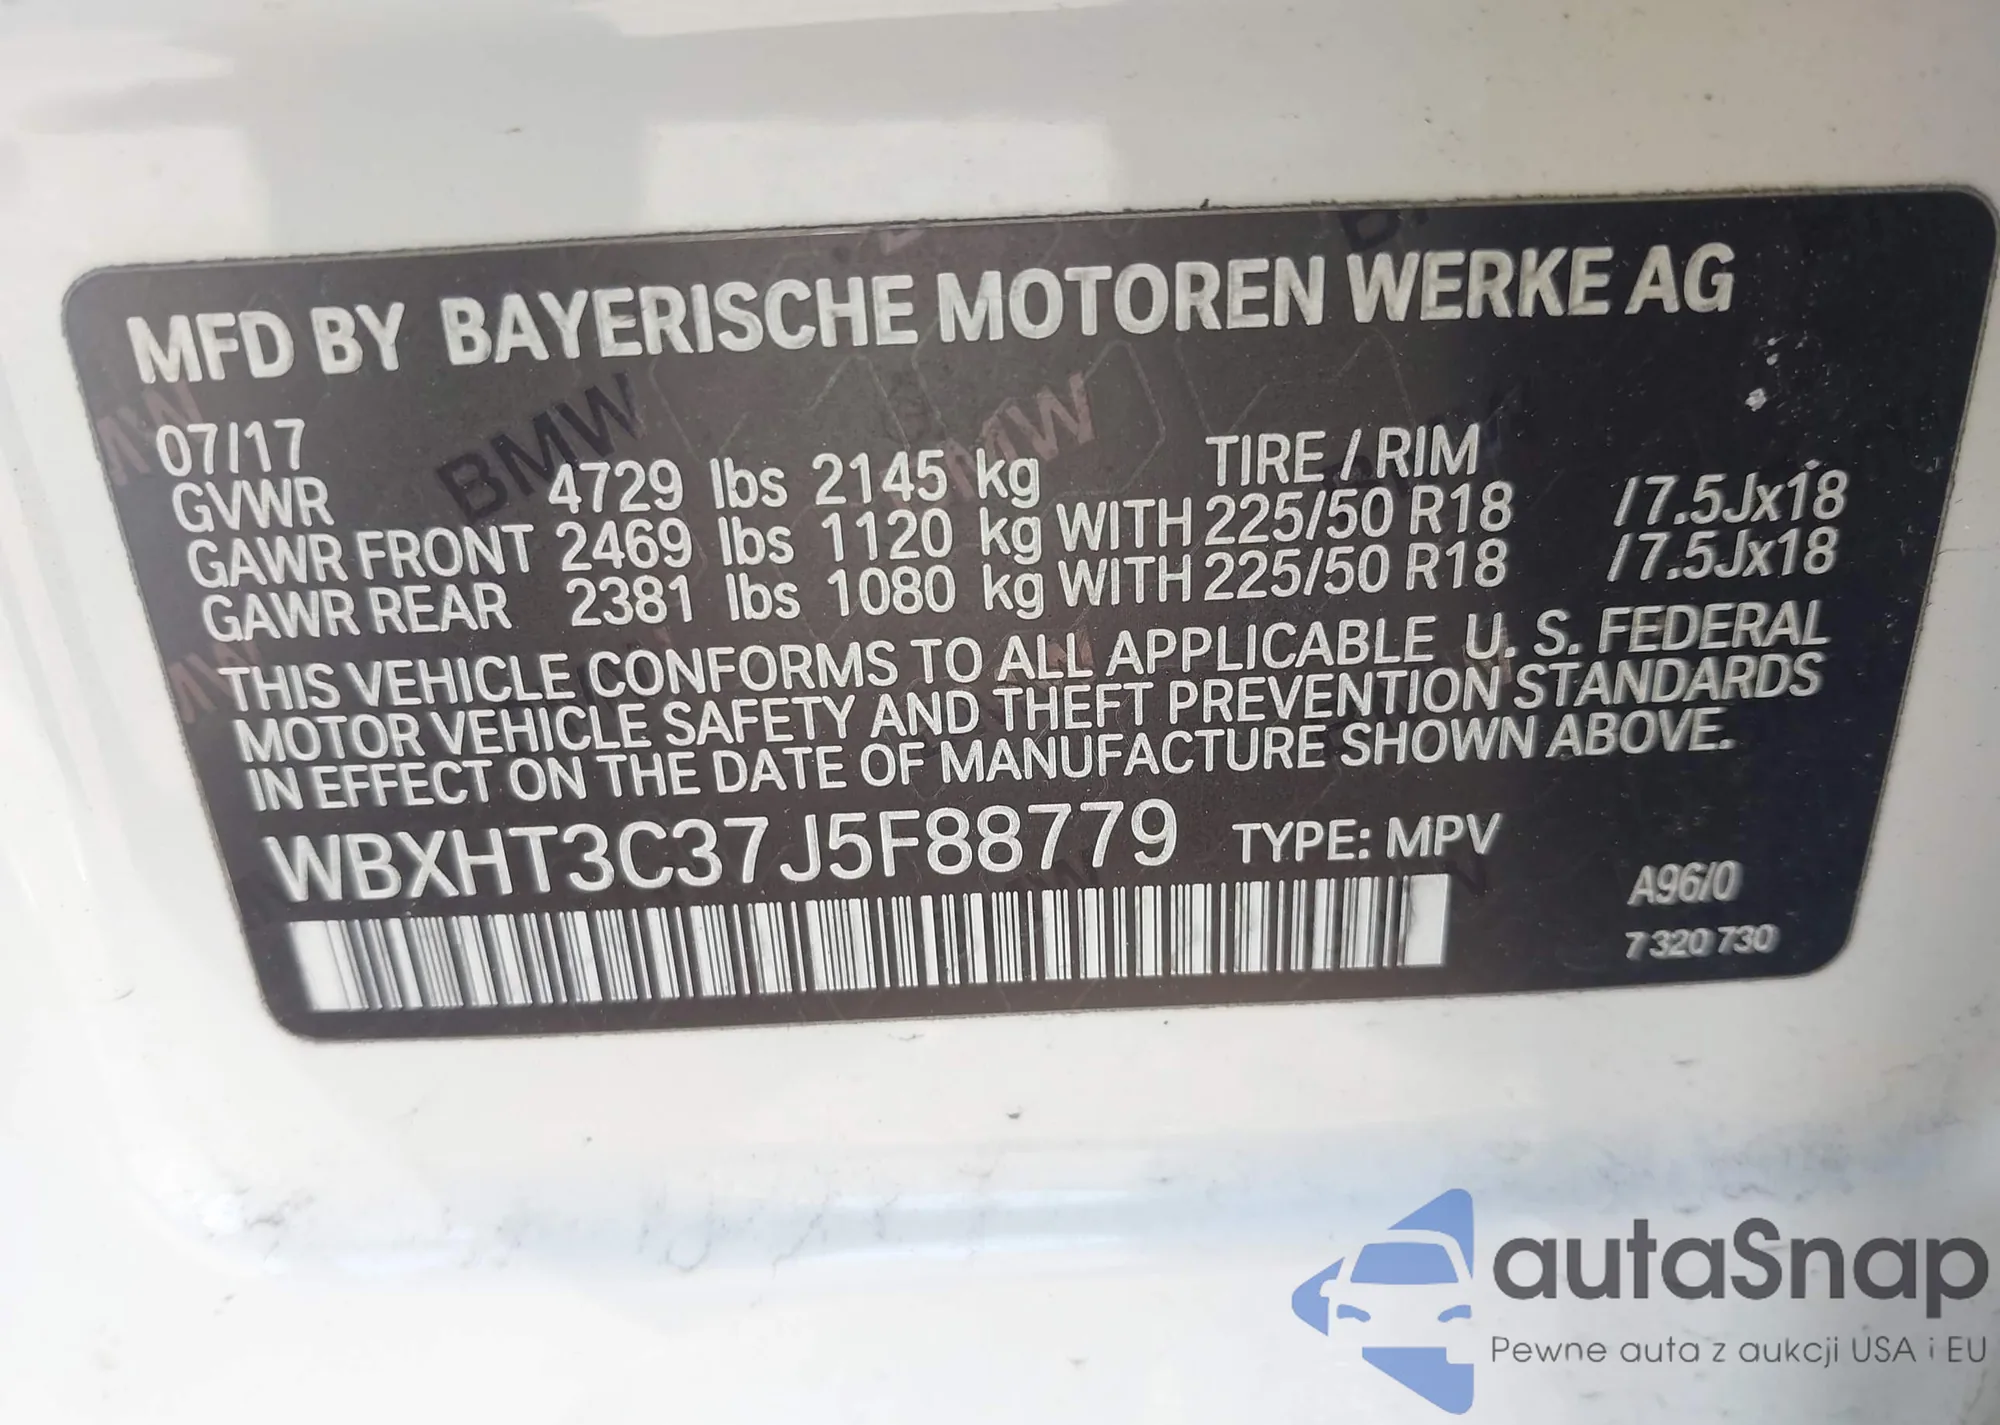 MFD BY BAYERISCHE MOTOREN WERKE AG
07/17
GVWR 4729 lbs 2145 kg TIRE / RIM
GAWR FRONT 2469 lbs 1120 kg WITH 225/50 R18 /7.5Jx18
GAWR REAR 2381 lbs 1080 kg WITH 225/50 R18 /7.5Jx18
THIS VEHICLE CONFORMS TO ALL APPLICABLE U. S. FEDERAL
MOTOR VEHICLE SAFETY AND THEFT PREVENTION STANDARDS
IN EFFECT ON THE DATE OF MANUFACTURE SHOWN ABOVE.
WBXHT3C37J5F88779 TYPE: MPV
A96/0
7 320 730
autaSnap
Pewne auta z aukcji USA i EU